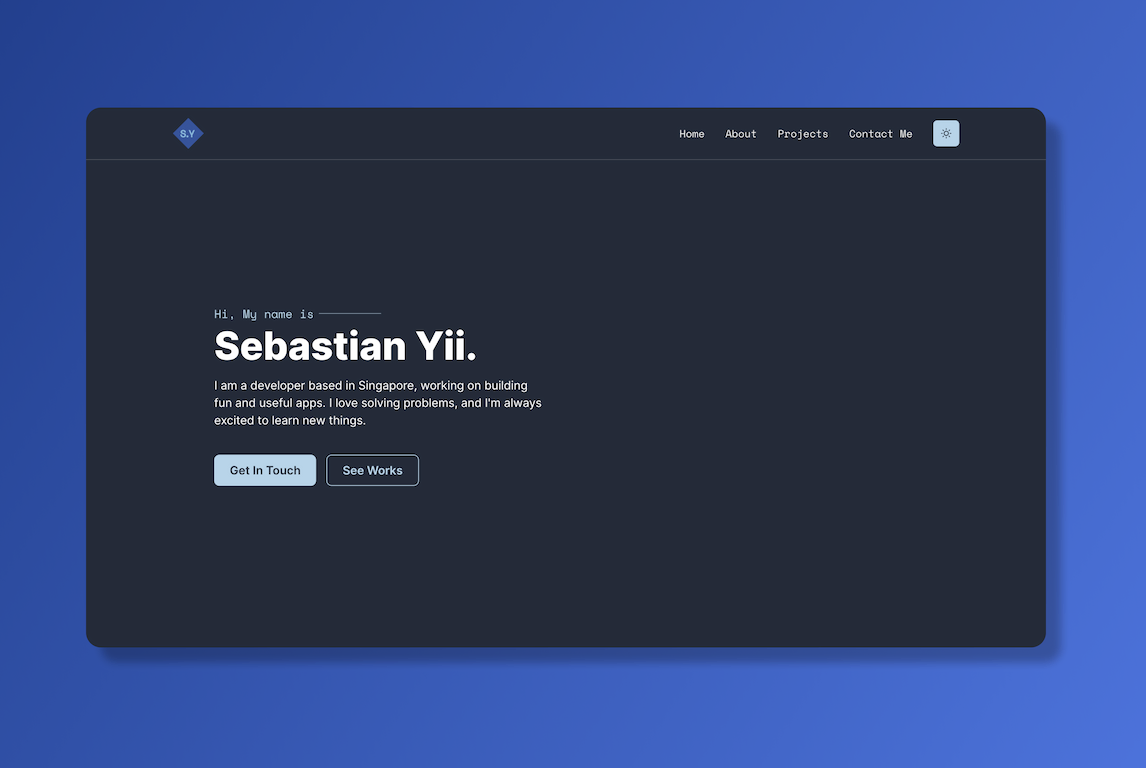 S.Y
Home About Projects Contact Me
Hi, My name is
Sebastian Yii.
I am a developer based in Singapore, working on building
fun and useful apps. I love solving problems, and I'm always
excited to learn new things.
Get In Touch See Works